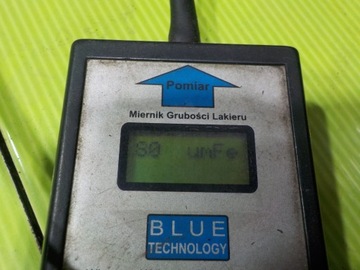 Pomiar
Miernik Grubości Lakieru
80 umFe
BLUE
TECHNOLOGY